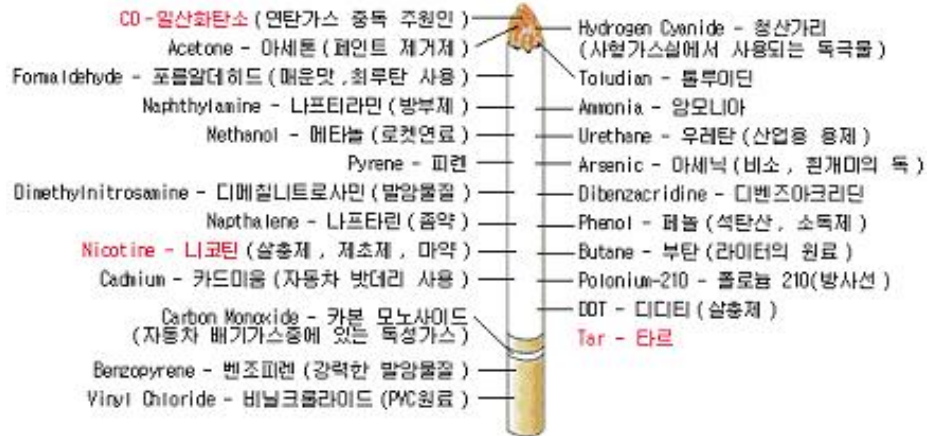 CO-일산화탄소 (연탄가스 중독 주원인)
Acetone - 아세톤 (페인트 제거제)
Formaldehyde - 포름알데히드 (매운맛, 최루탄 사용)
Naphthylamine - 나프티라민 (방부제)
Nethanol - 메타놀 (로켓연료)
Pyrene - 피렌
Dimethylnitrosamine - 디메칠니트로사민 (발암물질)
Napthalene - 나프타린 (좀약)
Nicotine - 니코틴 (살충제, 제초제, 마약)
Cadmium - 카드미움 (자동차 밧데리 사용)
Carbon Monoxide - 카본 모노사이드
(자동차 배기가스중에 있는 독성가스)
Benzopyrene - 벤조피렌 (강력한 발암물질)
Vinyl Chloride - 비닐크롤라이드 (PVC원료)
Hydrogen Cyanide - 청산가리
(사형가스실에서 사용되는 독극물)
Toludian - 톨루이딘
Ammonia - 암모니아
Urethane - 우레탄 (산업용 용제)
Arsenic - 아세닉 (비소, 흰개미의 독)
Dibenzacridine - 디벤즈아크리딘
Phenol - 페놀 (석탄산, 소독제)
Butane - 부탄 (라이터의 원료)
Polonium-210 - 폴로늄 210(방사선)
DDT - 디디티 (살충제)
Tar - 타르